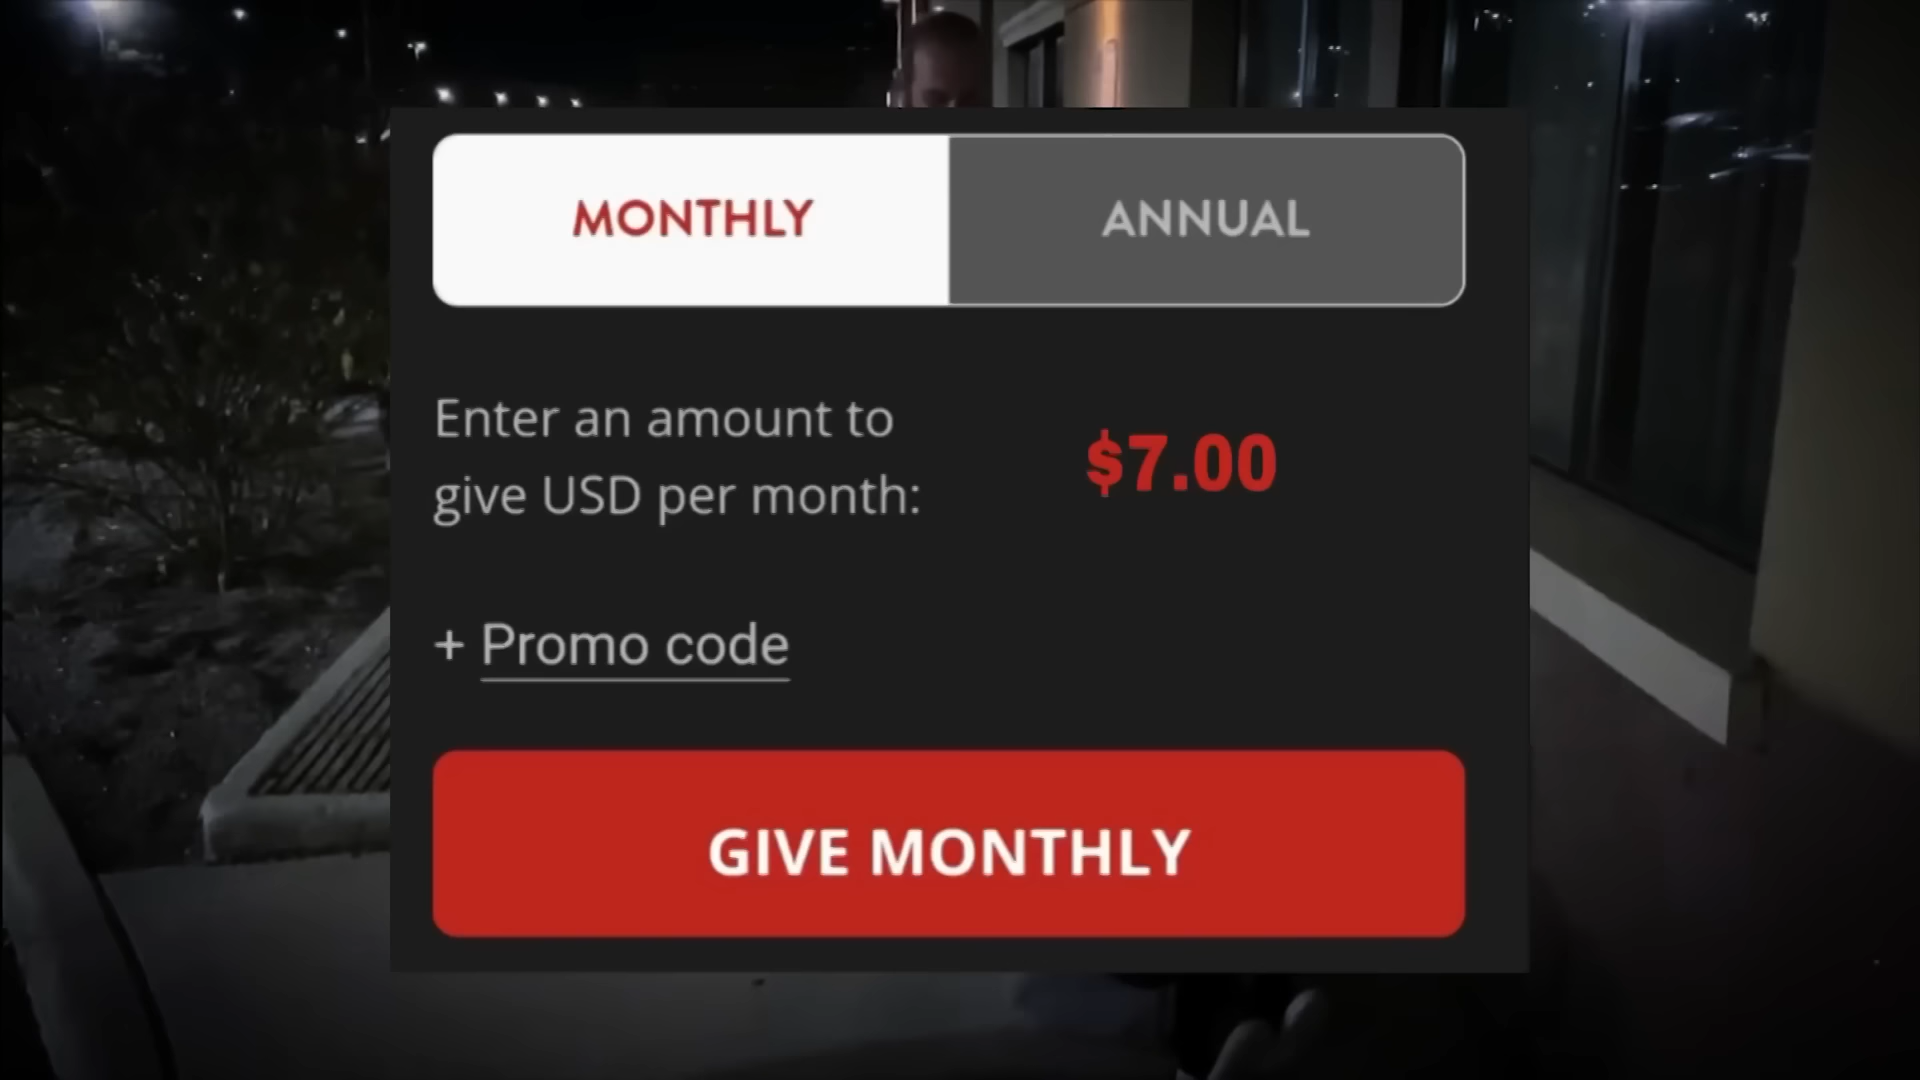 MONTHLY
ANNUAL
Enter an amount to
give USD per month:
$7.00
+ Promo code
GIVE MONTHLY